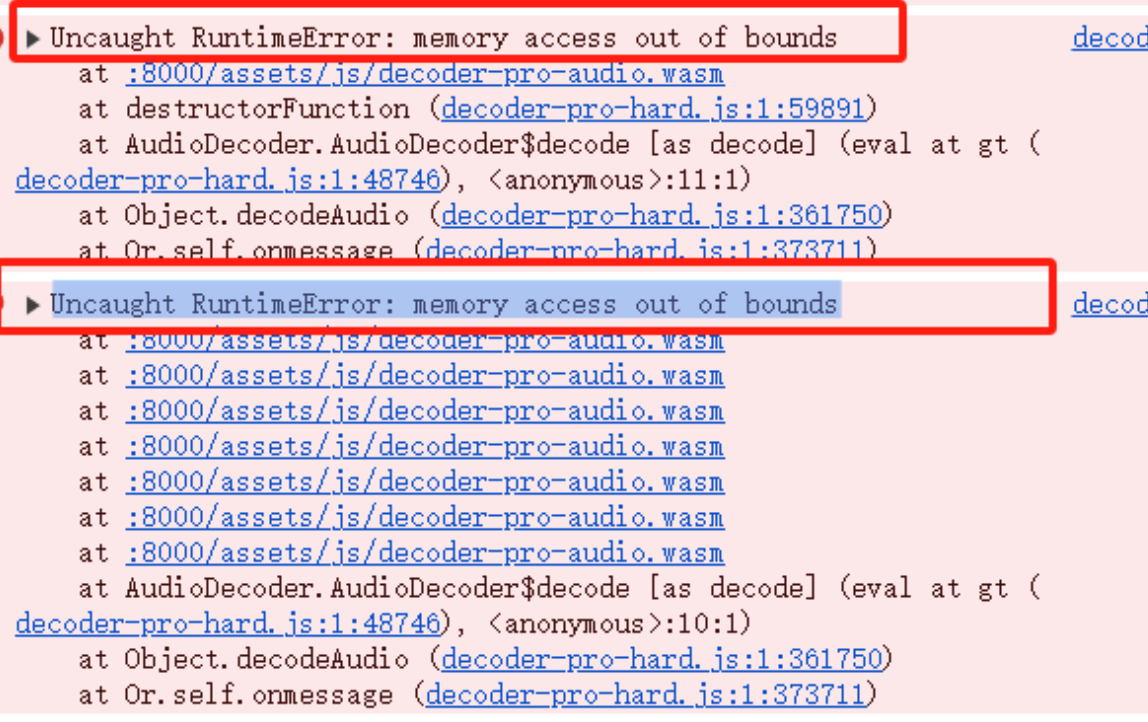 ▶ Uncaught RuntimeError: memory access out of bounds decod
at :8000/assets/js/decoder-pro-audio.wasm
at destructorFunction (decoder-pro-hard.js:1:59891)
at AudioDecoder.AudioDecoder$decode [as decode] (eval at gt (
decoder-pro-hard.js:1:48746), <anonymous>:11:1)
at Object.decodeAudio (decoder-pro-hard.js:1:361750)
at Or.self.onmessage (decoder-pro-hard.js:1:373711)
▶ Uncaught RuntimeError: memory access out of bounds decod
at :8000/assets/js/decoder-pro-audio.wasm
at :8000/assets/js/decoder-pro-audio.wasm
at :8000/assets/js/decoder-pro-audio.wasm
at :8000/assets/js/decoder-pro-audio.wasm
at :8000/assets/js/decoder-pro-audio.wasm
at :8000/assets/js/decoder-pro-audio.wasm
at :8000/assets/js/decoder-pro-audio.wasm
at AudioDecoder.AudioDecoder$decode [as decode] (eval at gt (
decoder-pro-hard.js:1:48746), <anonymous>:10:1)
at Object.decodeAudio (decoder-pro-hard.js:1:361750)
at Or.self.onmessage (decoder-pro-hard.js:1:373711)